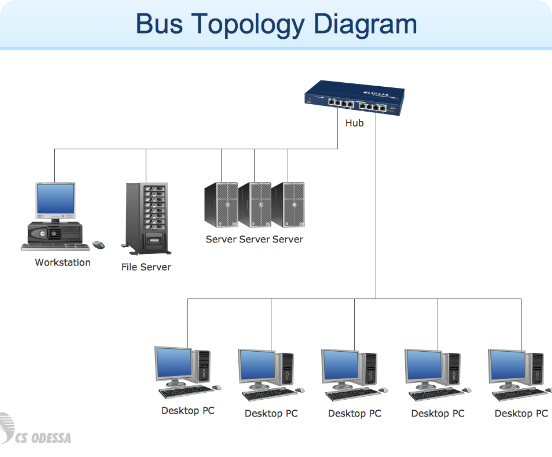 Bus Topology Diagram
Hub
Workstation
File Server
Server Server Server
Desktop PC Desktop PC Desktop PC Desktop PC Desktop PC
CS ODESSA